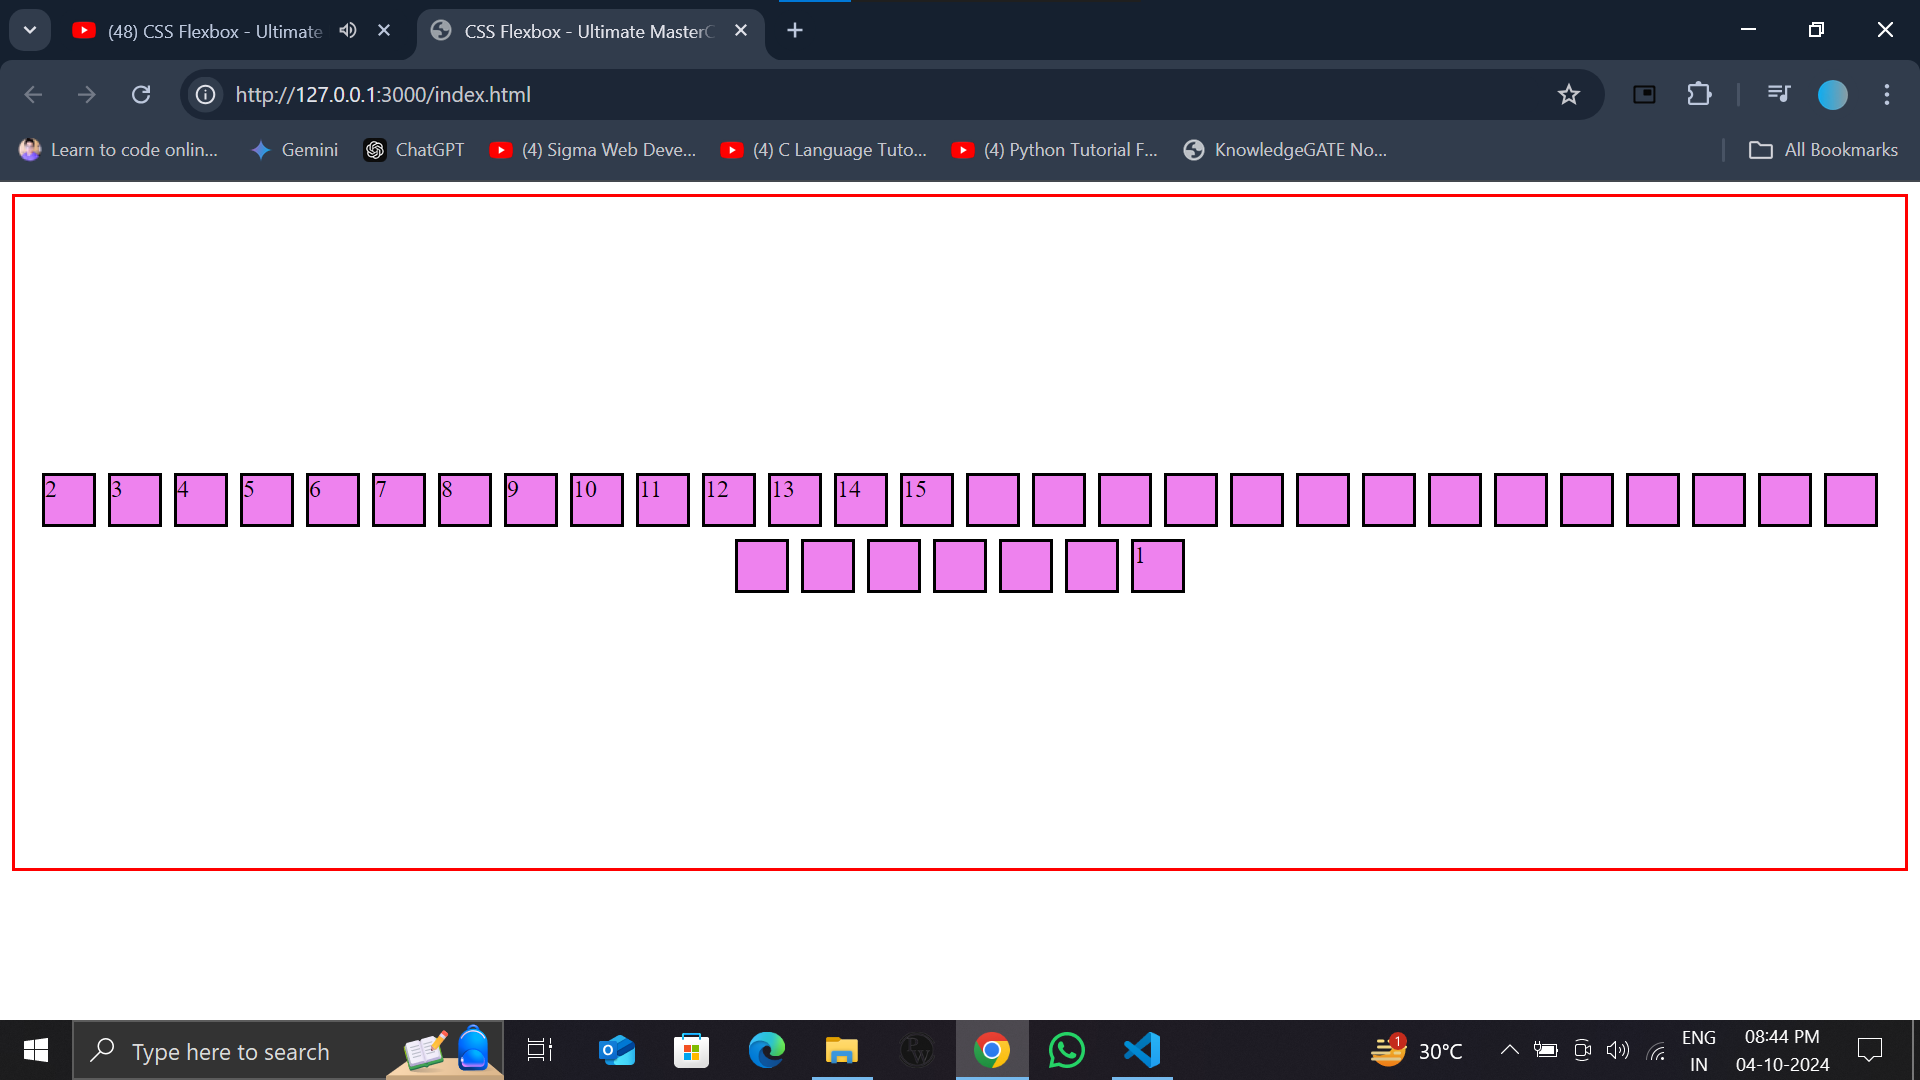 (48) CSS Flexbox - Ultimate
CSS Flexbox - Ultimate MasterC
http://127.0.0.1:3000/index.html
Learn to code onlin...
Gemini
ChatGPT
(4) Sigma Web Deve...
(4) C Language Tuto...
(4) Python Tutorial F...
KnowledgeGATE No...
All Bookmarks
2 3 4 5 6 7 8 9 10 11 12 13 14 15
1
Type here to search
O
PW
1
30°C
ENG
IN
08:44 PM
04-10-2024